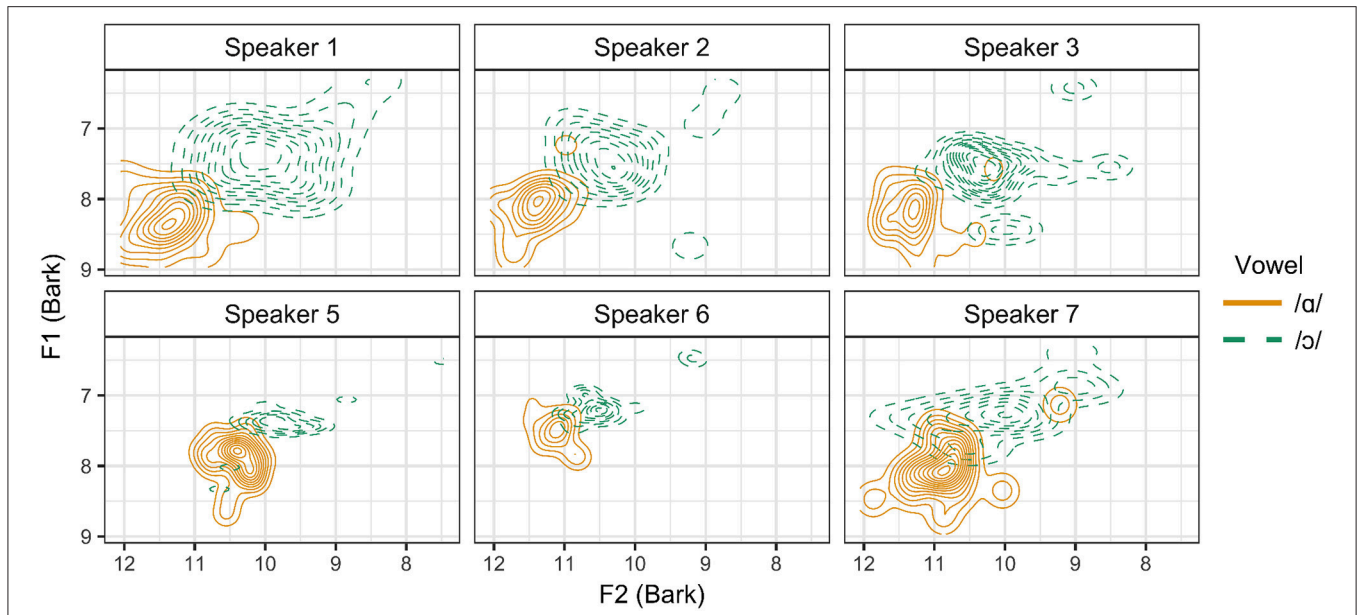 Speaker 1
Speaker 2
Speaker 3
7
8
9
Speaker 5
Speaker 6
Speaker 7
7
8
9
12 11 10 9 8
12 11 10 9 8
12 11 10 9 8
F1 (Bark)
F2 (Bark)
Vowel
/ɑ/
/ɔ/